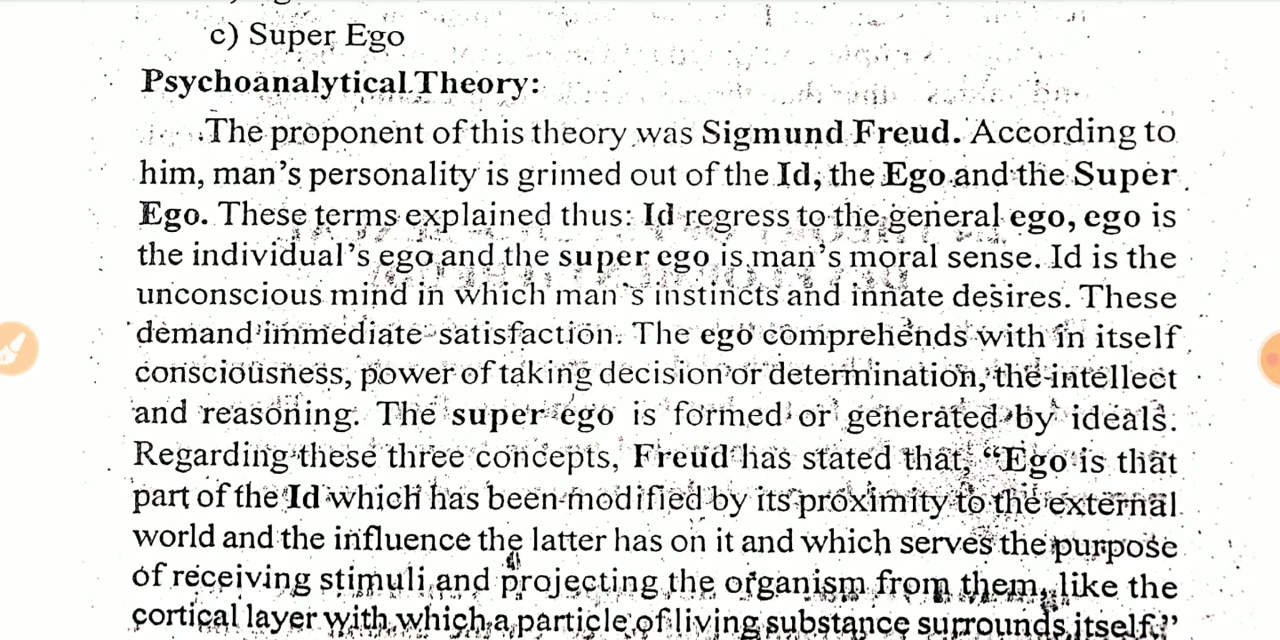 c) Super Ego
Psychoanalytical Theory:
The proponent of this theory was Sigmund Freud. According to
him, man's personality is grimed out of the Id, the Ego and the Super
Ego. These terms explained thus: Id regress to the general ego, ego is
the individual's ego and the super ego is man's moral sense. Id is the
unconscious mind in which man's instincts and innate desires. These
demand immediate satisfaction. The ego comprehends with in itself
consciousness, power of taking decision or determination, the intellect
and reasoning. The super ego is formed or generated by ideals.
Regarding these three concepts, Freud has stated that, “Ego is that
part of the Id which has been modified by its proximity to the external
world and the influence the latter has on it and which serves the purpose
of receiving stimuli and projecting the organism from them, like the
cortical layer with which a particle of living substance surrounds itself.”